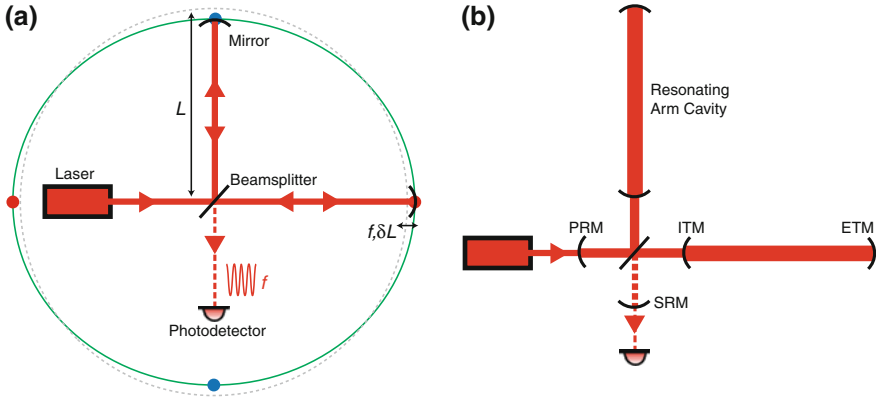 (a)
Mirror
L
Laser
Beamsplitter
f,δL
f
Photodetector
(b)
Resonating
Arm Cavity
PRM
ITM
ETM
SRM